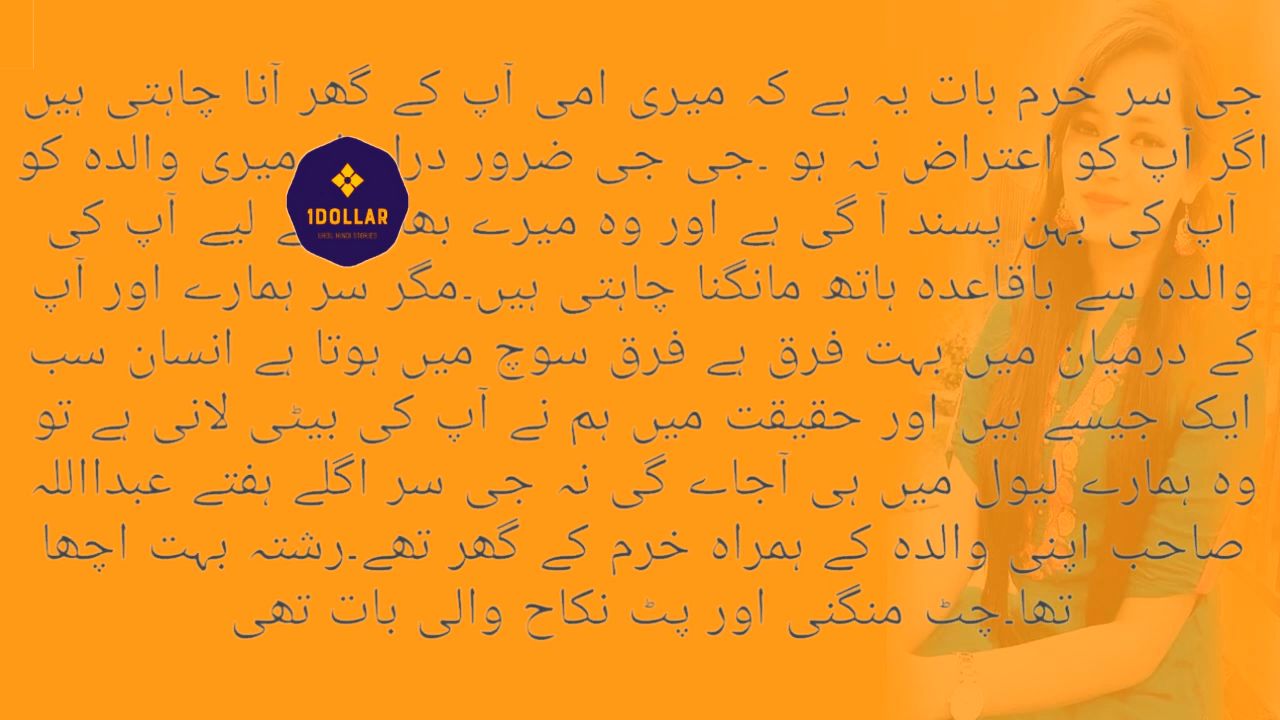 جی سر خرم بات یہ ہے کہ میری امی آپ کے گھر آنا چاہتی ہیں
اگر آپ کو اعتراض نہ ہو ۔جی جی ضرور میری والدہ کو
آپ کی بہن پسند آ گی ہے اور وہ میرے لیے آپ کی
والدہ سے باقاعدہ ہاتھ مانگنا چاہتی ہیں۔مگر سر ہمارے اور آپ
کے درمیان میں بہت فرق ہے فرق سوچ میں ہوتا ہے انسان سب
ایک جیسے ہیں اور حقیقت میں ہم نے آپ کی بیٹی لانی ہے تو
وہ ہمارے لیول میں ہی آجاے گی نہ جی سر اگلے ہفتے عبدااللہ
صاحب اپنی والدہ کے ہمراہ خرم کے گھر تھے۔رشتہ بہت اچھا
تھا۔چٹ منگنی اور پٹ نکاح والی بات تھی
1DOLLAR
URDU HINDI STORIES